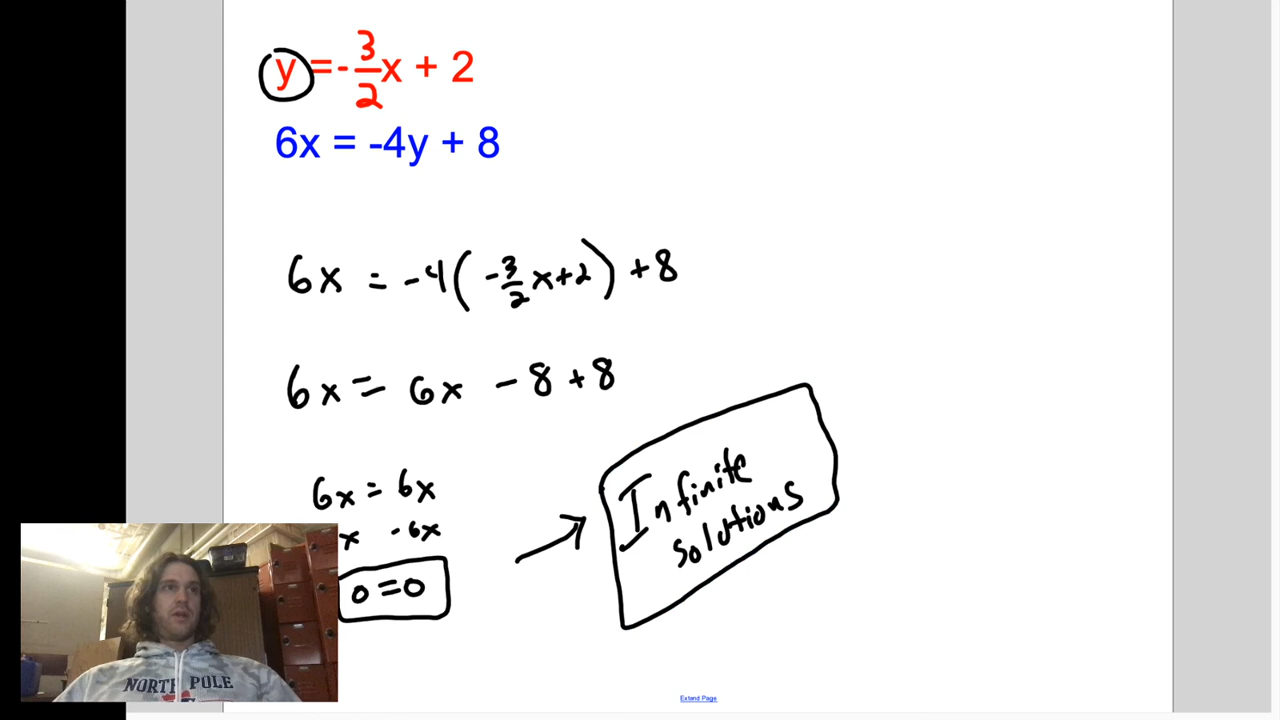 y = -3/2x + 2
6x = -4y + 8
6x = -4(-3/2x+2) +8
6x = 6x -8 +8
6x = 6x
x -6x
0=0
Infinite
solutions
NORTH POLE
Extend Page